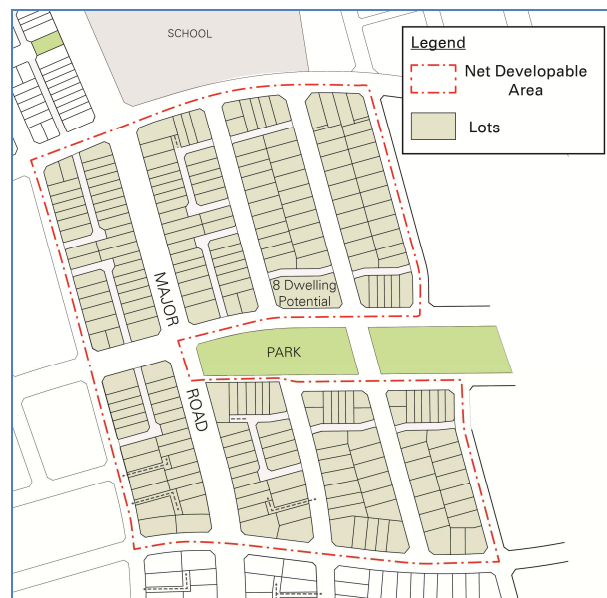 SCHOOL
Legend
Net Developable
Area
Lots
MAJOR
8 Dwelling
Potential
PARK
ROAD